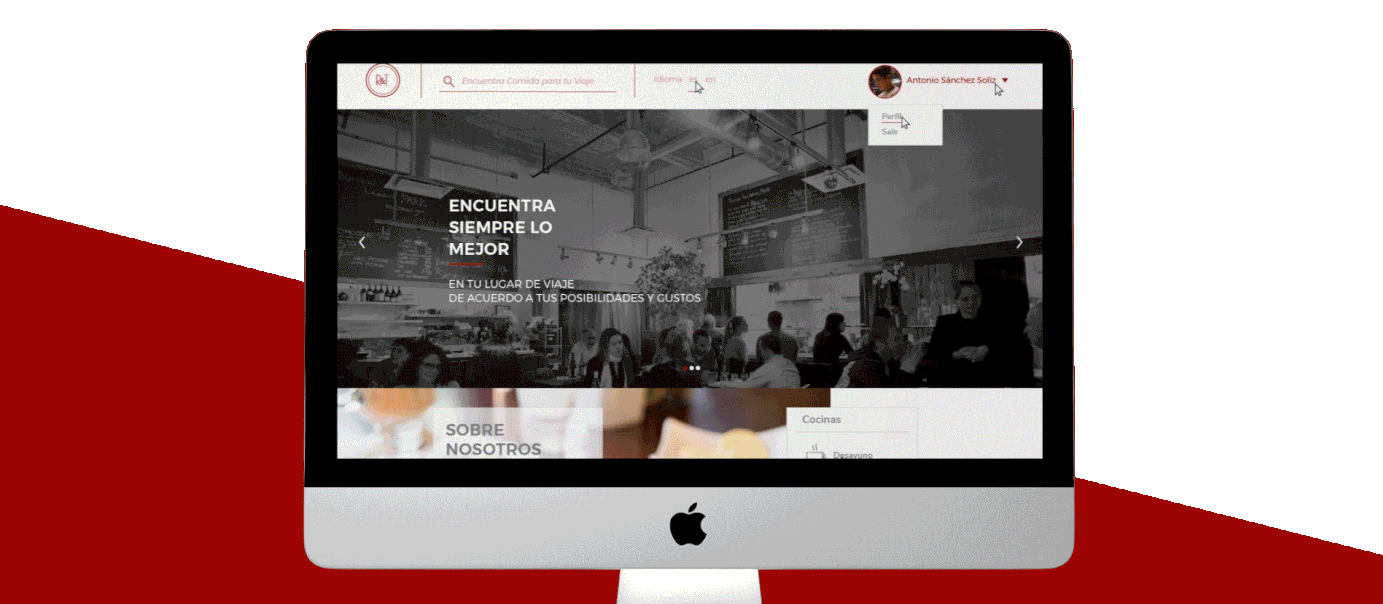 R&T
Encuentra Comida para tu Viaje
Idioma es en
Antonio Sánchez Soliz
Perfil
Salir
ENCUENTRA
SIEMPRE LO
MEJOR
EN TU LUGAR DE VIAJE
DE ACUERDO A TUS POSIBILIDADES Y GUSTOS
SOBRE
NOSOTROS
Cocinas
Desayuno